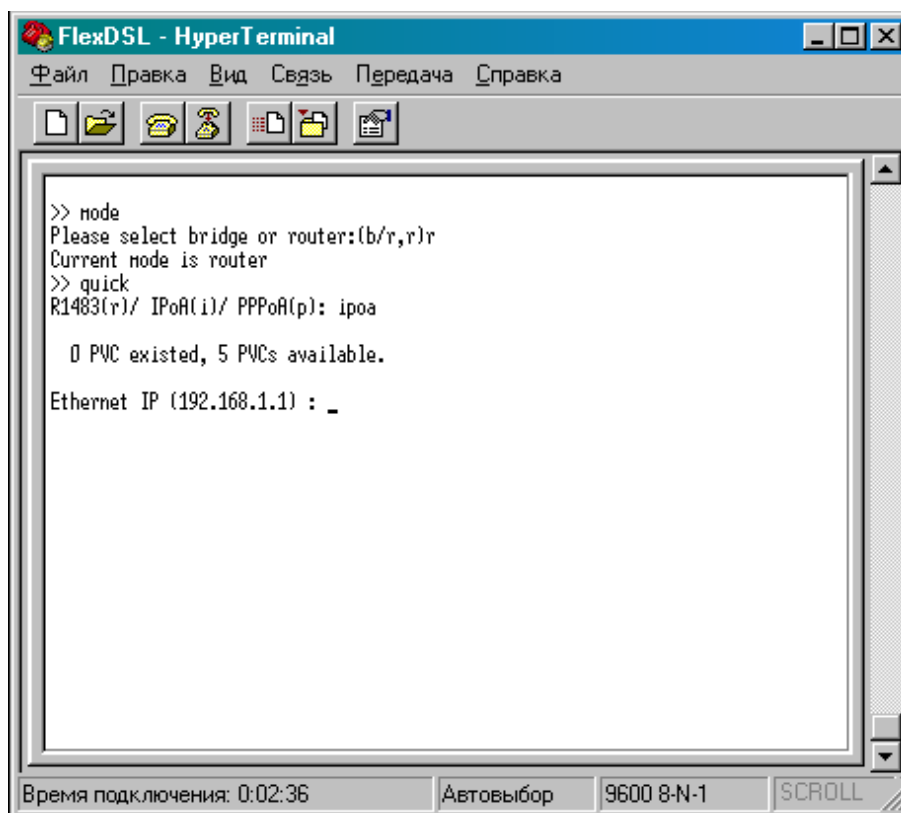 FlexDSL - HyperTerminal
Файл Правка Вид Связь Передача Справка
>> mode
Please select bridge or router:(b/r,r)r
Current mode is router
>> quick
R1483(r)/ IPoA(i)/ PPPoA(p): ipoa
0 PVC existed, 5 PVCs available.
Ethernet IP (192.168.1.1) : _
Время подключения: 0:02:36 Автовыбор 9600 8-N-1 SCROLL